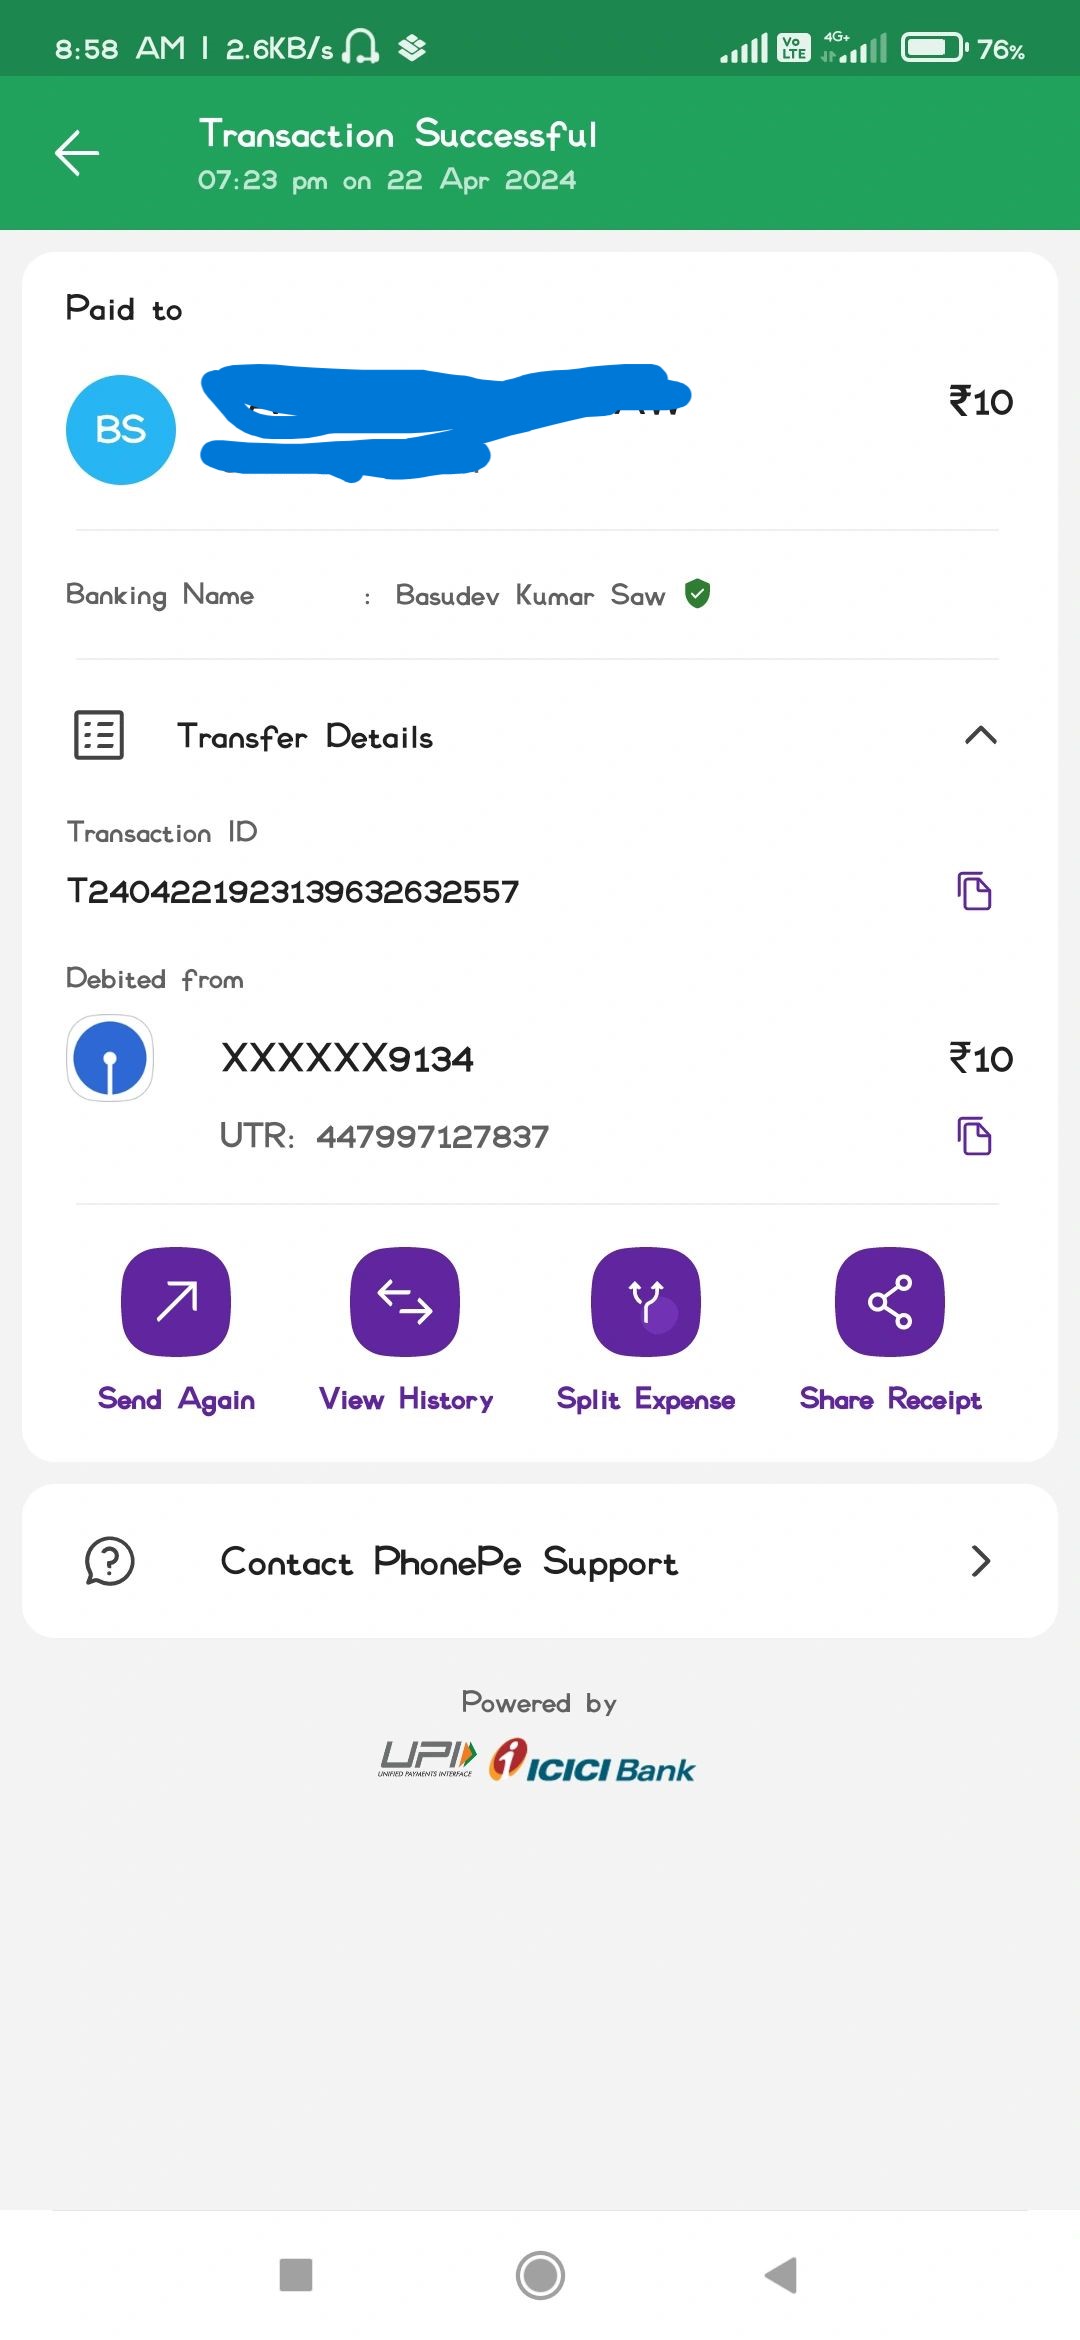 8:58 AM | 2.6KB/s Vo LTE 4G+ 76%
Transaction Successful
07:23 pm on 22 Apr 2024
Paid to
BS ₹10
Banking Name : Basudev Kumar Saw
Transfer Details
Transaction ID
T2404221923139632632557
Debited from
XXXXXX9134 ₹10
UTR: 447997127837
Send Again View History Split Expense Share Receipt
Contact PhonePe Support
Powered by
UPI ICICI Bank
UNIFIED PAYMENTS INTERFACE